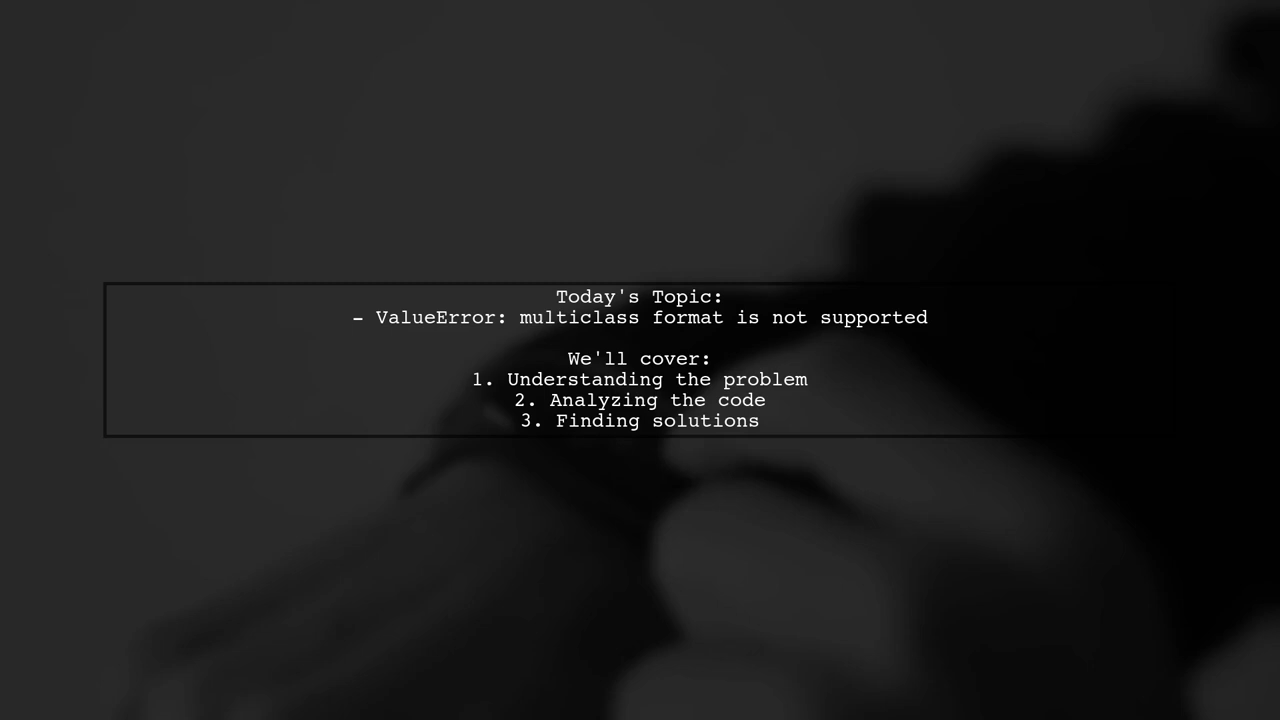 Today's Topic:
- ValueError: multiclass format is not supported
We'll cover:
1. Understanding the problem
2. Analyzing the code
3. Finding solutions